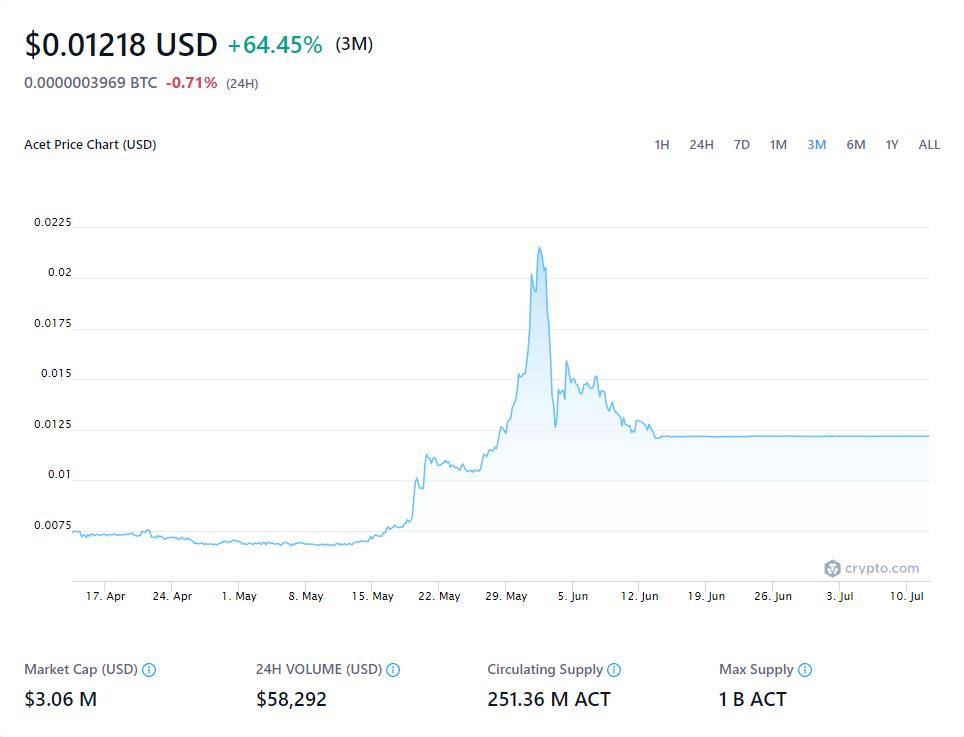 $0.01218 USD +64.45% (3M)
0.0000003969 BTC -0.71% (24H)
Acet Price Chart (USD) 1H 24H 7D 1M 3M 6M 1Y ALL
0.0225
0.02
0.0175
0.015
0.0125
0.01
0.0075
crypto.com
17. Apr 24. Apr 1. May 8. May 15. May 22. May 29. May 5. Jun 12. Jun 19. Jun 26. Jun 3. Jul 10. Jul
Market Cap (USD) 24H VOLUME (USD) Circulating Supply Max Supply
$3.06 M $58,292 251.36 M ACT 1 B ACT